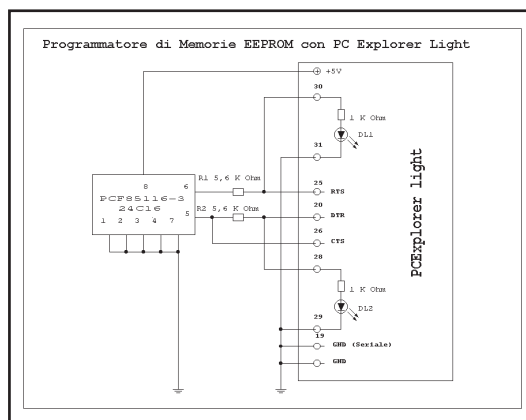 Programmatore di Memorie EEPROM con PC Explorer Light
+5V
30
1 K Ohm
DL1
31
R1 5,6 K Ohm
8 6
PCF85116-3
24C16
5
1 2 3 4 7
25
RTS
R2 5,6 K Ohm
20
DTR
26
CTS
28
1 K Ohm
DL2
29
19
GND (Seriale)
GND
PCExplorer light